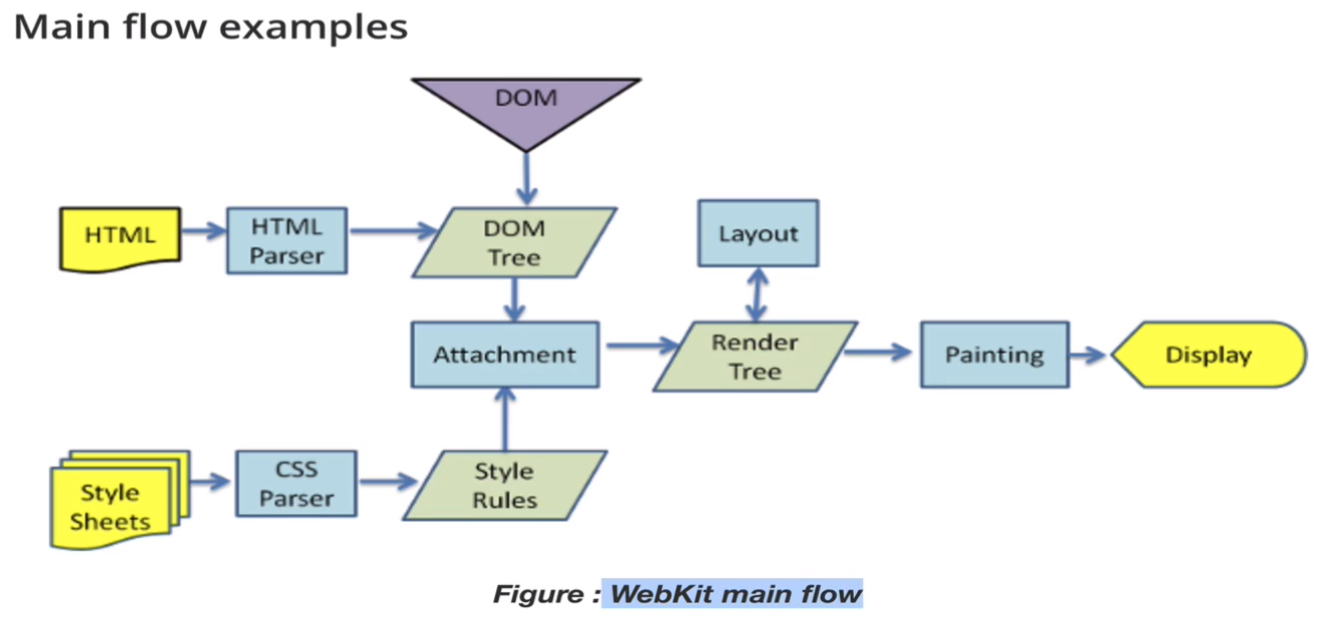 Main flow examples
DOM
HTML
HTML
Parser
DOM
Tree
Layout
Attachment
Render
Tree
Painting
Display
Style
Sheets
CSS
Parser
Style
Rules
Figure : WebKit main flow